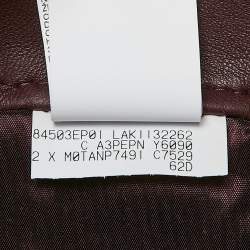 84503EP01 LAK1132262
C A3PEPN Y6090
2 X M0TANP7491 C7529
62D